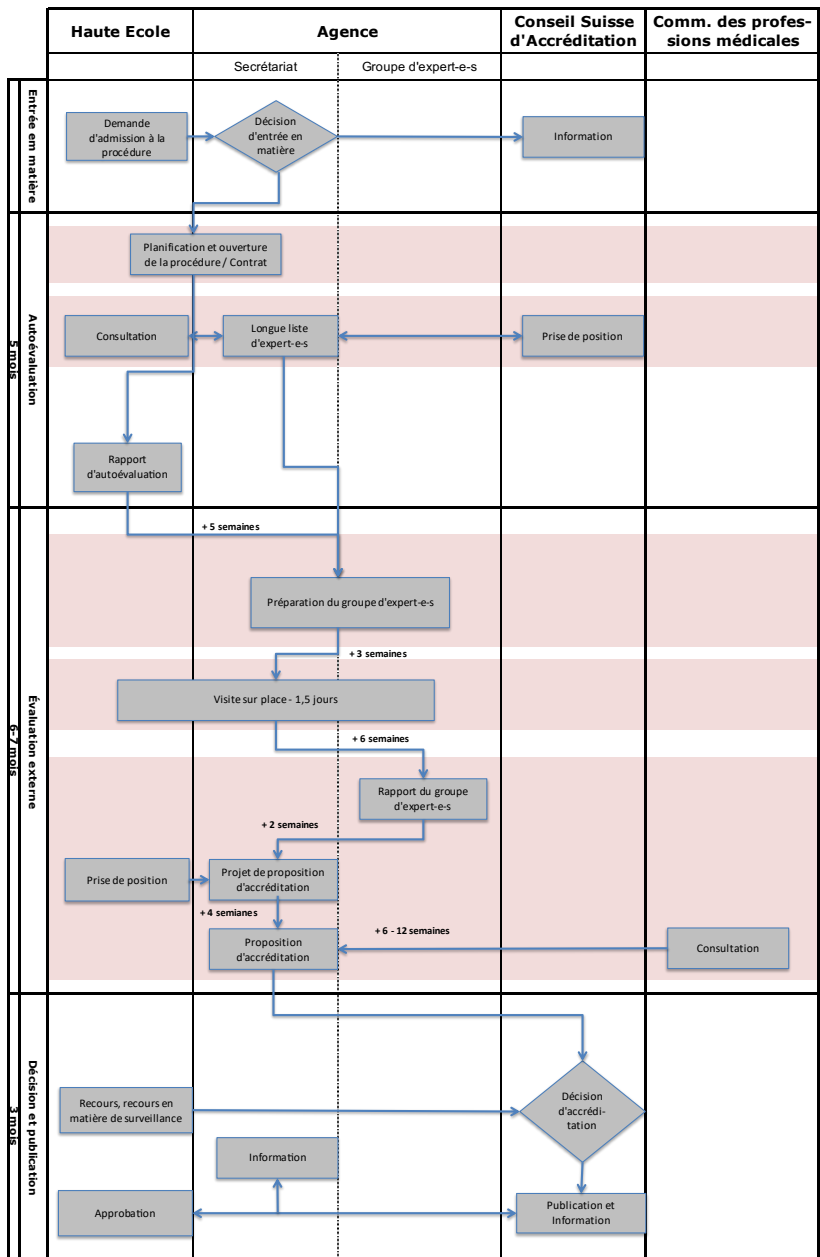 Haute Ecole
Agence
Conseil Suisse
d'Accréditation
Comm. des profes-
sions médicales
Secrétariat
Groupe d'expert-e-s
Entrée em matière
Demande
d'admission à la
procédure
Décision
d'entrée en
matière
Information
5 mois
Autoévaluation
Planification et ouverture
de la procédure / Contrat
Consultation
Longue liste
d'expert-e-s
Prise de position
Rapport
d'autoévaluation
6-7 mois
Évaluation externe
+ 5 semaines
Préparation du groupe d'expert-e-s
+ 3 semaines
Visite sur place - 1,5 jours
+ 6 semaines
Rapport du groupe
d'expert-e-s
+ 2 semaines
Prise de position
Projet de proposition
d'accréditation
+ 4 semianes
+ 6 - 12 semaines
Proposition
d'accréditation
Consultation
3 mois
Décision et publication
Recours, recours en
matière de surveillance
Décision
d'accrédi-
tation
Information
Approbation
Publication et
Information